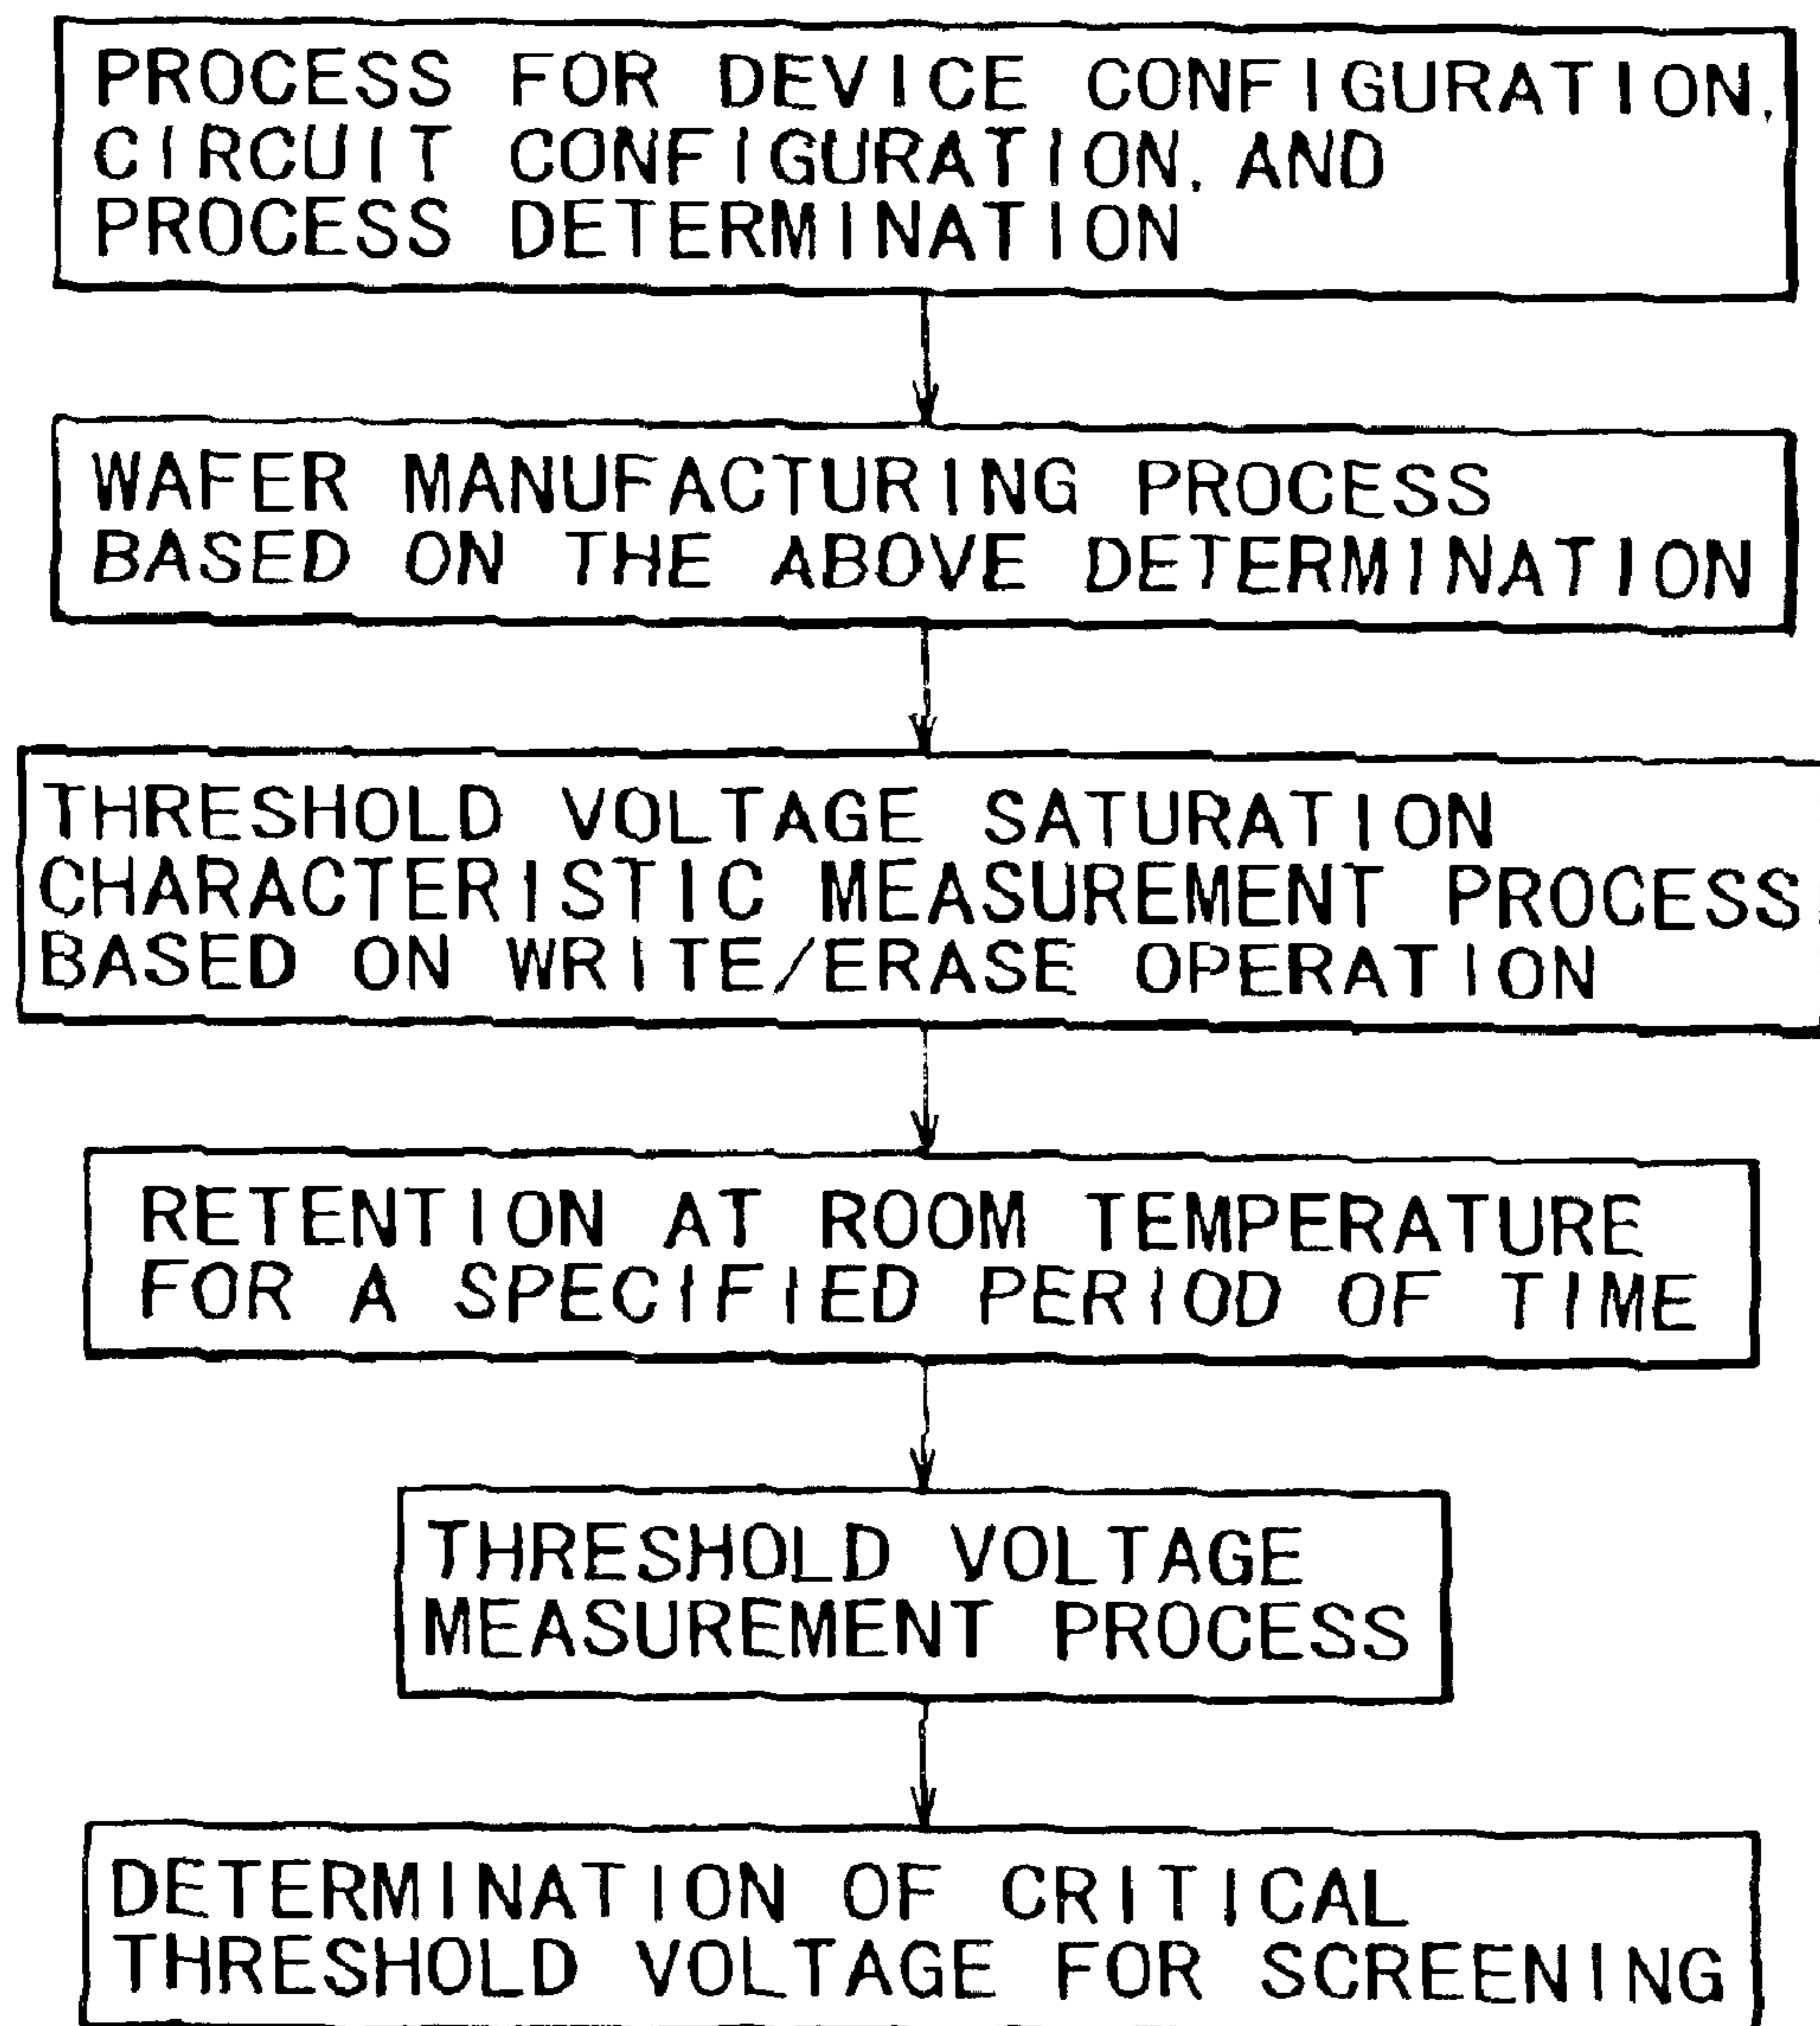 PROCESS FOR DEVICE CONFIGURATION,
CIRCUIT CONFIGURATION, AND
PROCESS DETERMINATION
WAFER MANUFACTURING PROCESS
BASED ON THE ABOVE DETERMINATION
THRESHOLD VOLTAGE SATURATION
CHARACTERISTIC MEASUREMENT PROCESS
BASED ON WRITE/ERASE OPERATION
RETENTION AT ROOM TEMPERATURE
FOR A SPECIFIED PERIOD OF TIME
THRESHOLD VOLTAGE
MEASUREMENT PROCESS
DETERMINATION OF CRITICAL
THRESHOLD VOLTAGE FOR SCREENING